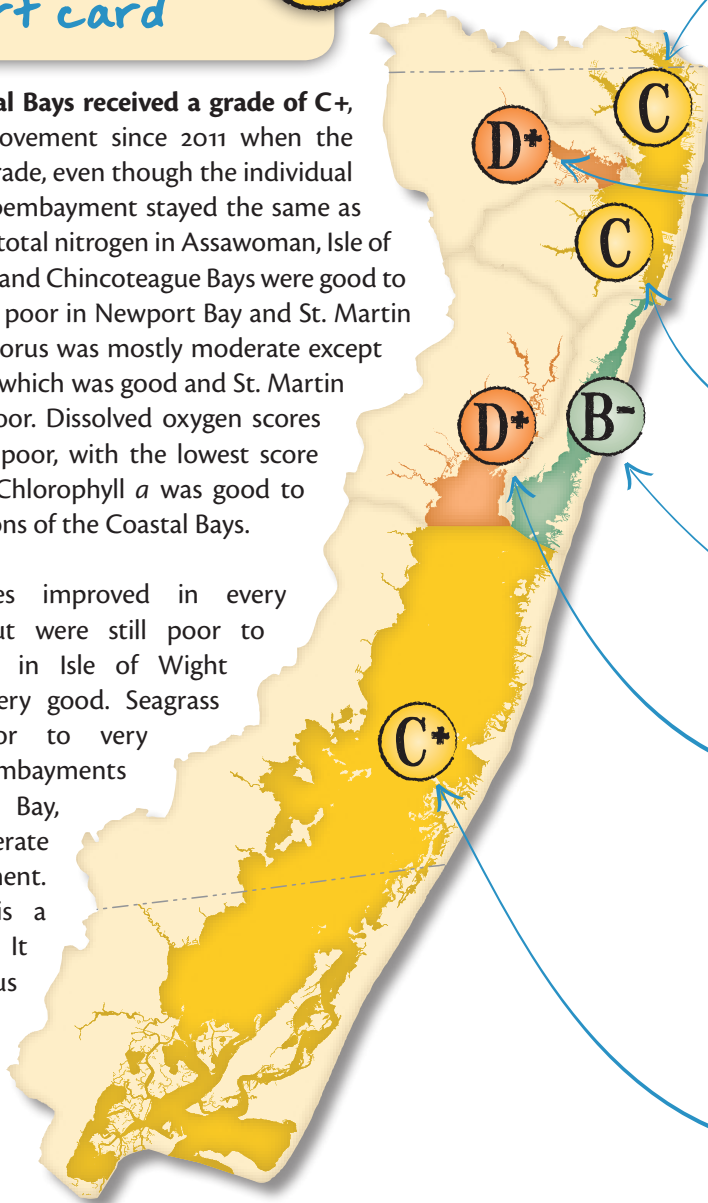 rt card
al Bays received a grade of C+,
ovement since 2011 when the
rade, even though the individual
bembayment stayed the same as
total nitrogen in Assawoman, Isle of
and Chincoteague Bays were good to
poor in Newport Bay and St. Martin
orus was mostly moderate except
which was good and St. Martin
oor. Dissolved oxygen scores
poor, with the lowest score
Chlorophyll a was good to
ons of the Coastal Bays.
es improved in every
ut were still poor to
in Isle of Wight
ery good. Seagrass
or to very
mbayments
Bay,
erate
ment.
is a
It
us
C
D+
C
B-
D+
C+